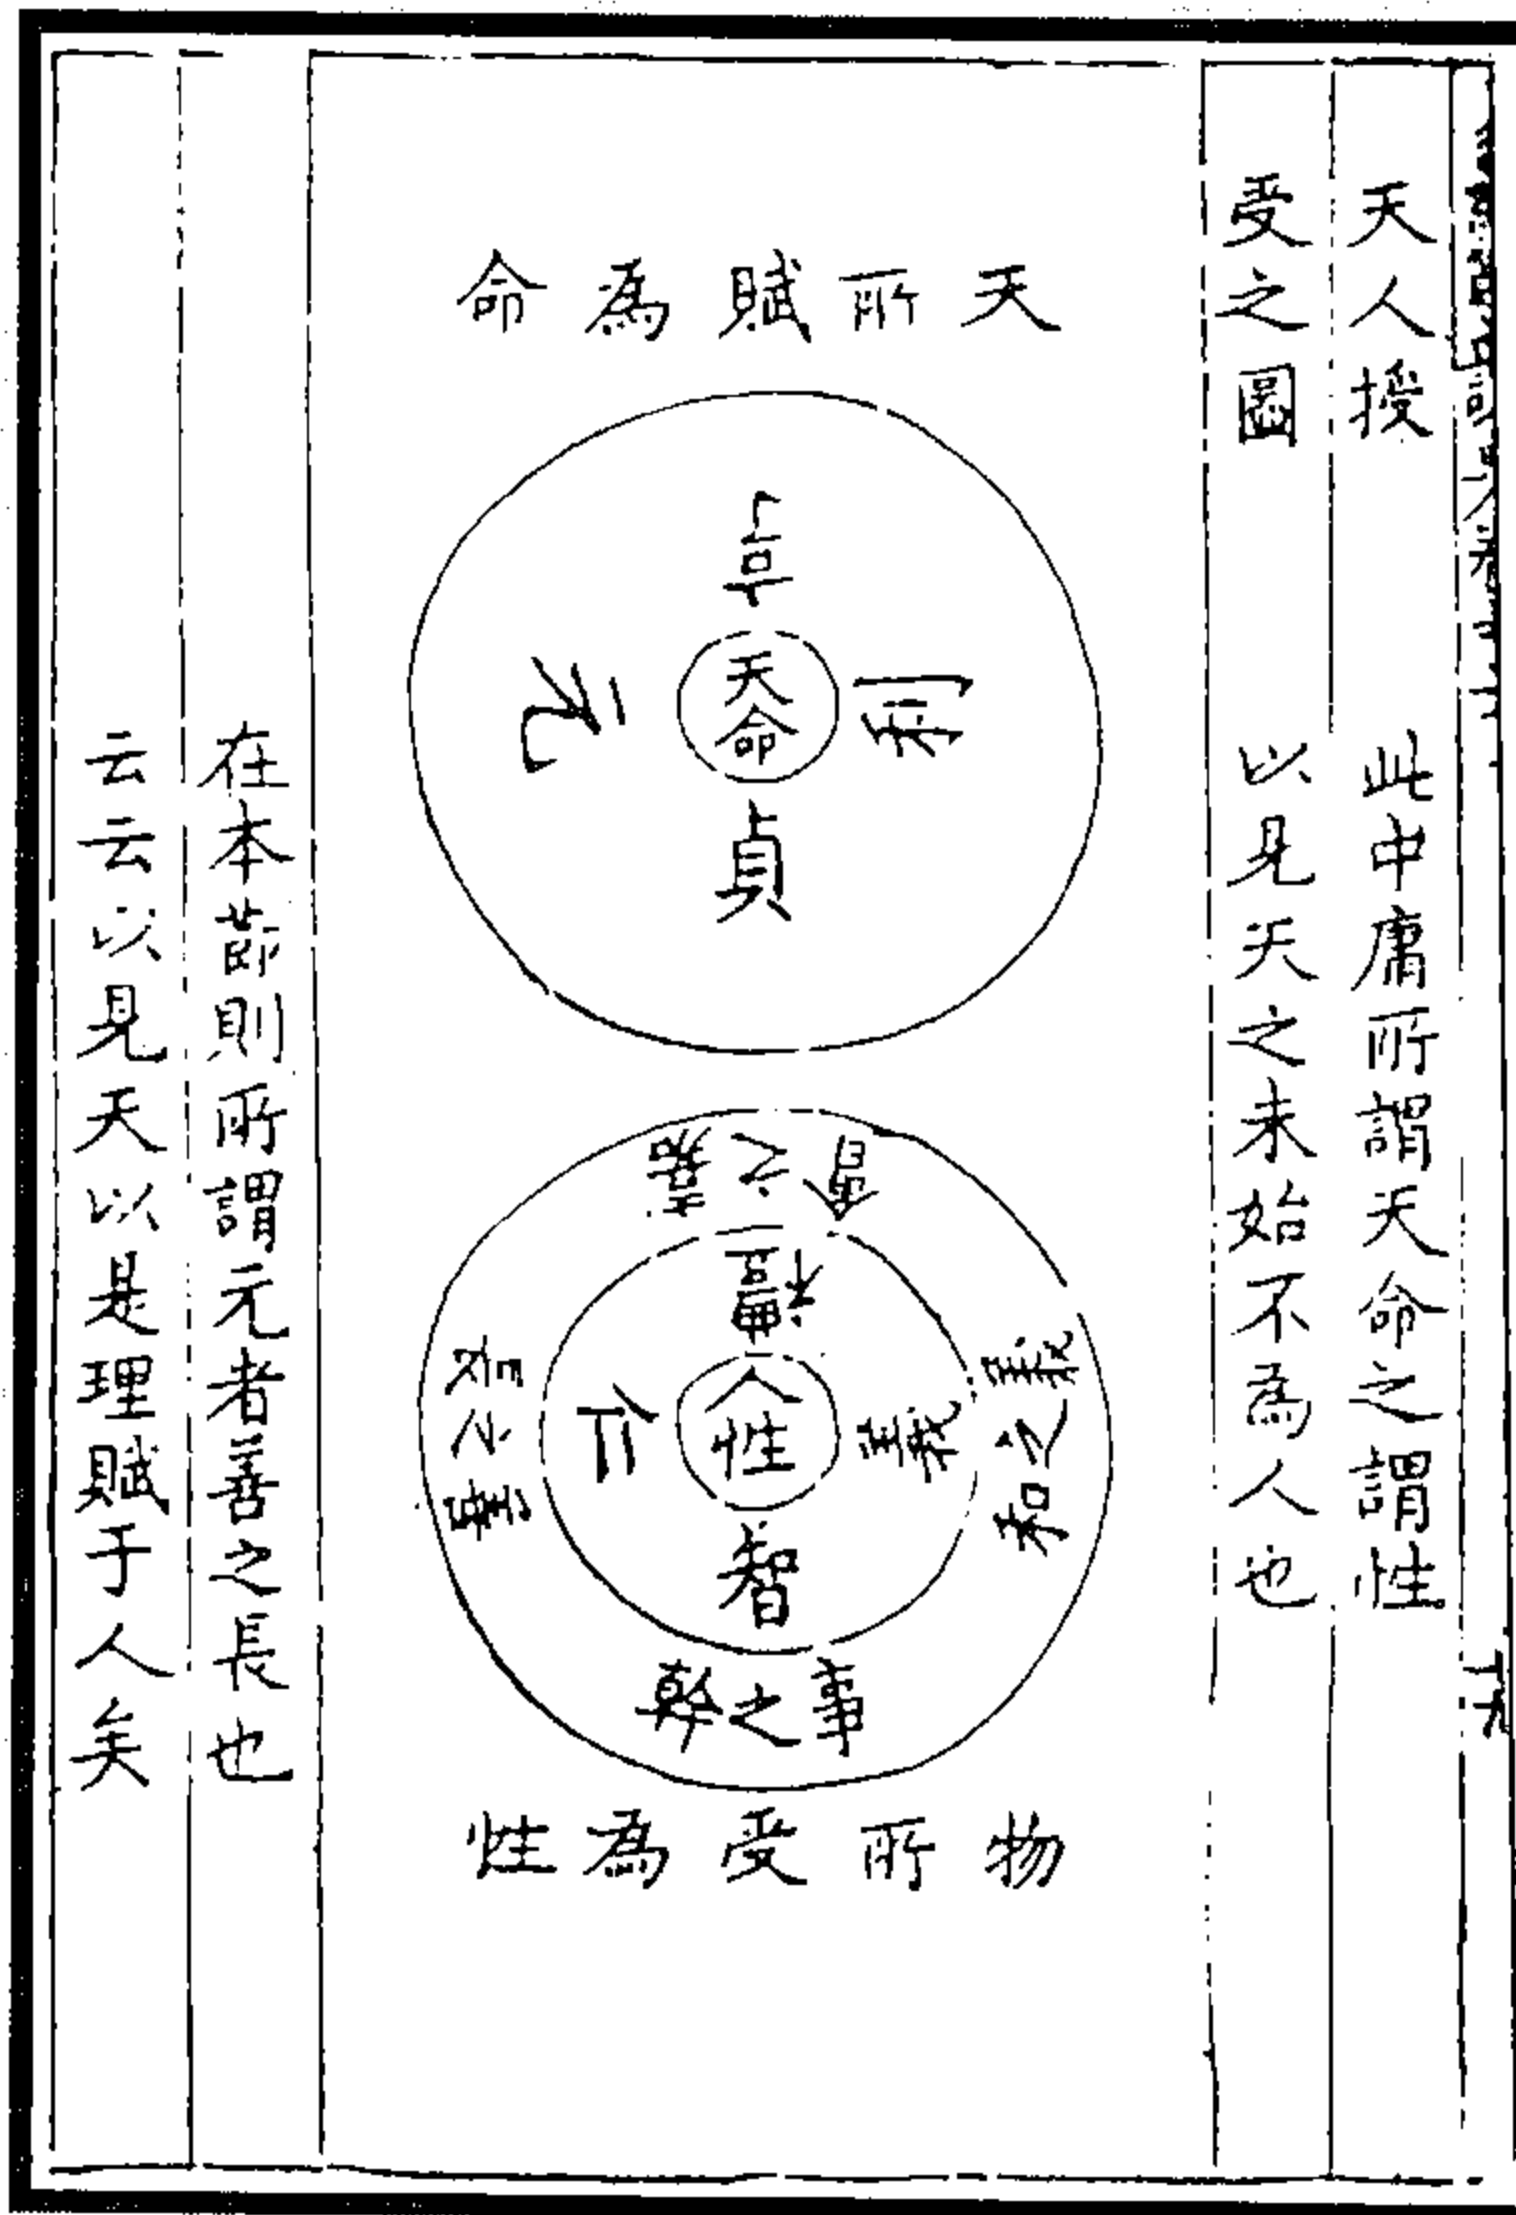 天人授
此中庸所謂天命之謂性
受之圖
以見天之未始不為人也
天所賦為命
亨
元
天命
利
貞
嘉之會
禮
善之長
仁
人性
義
義之和
智
事之幹
物所受為性
在本節則所謂元者善之長也
云云以見天以是理賦于人矣